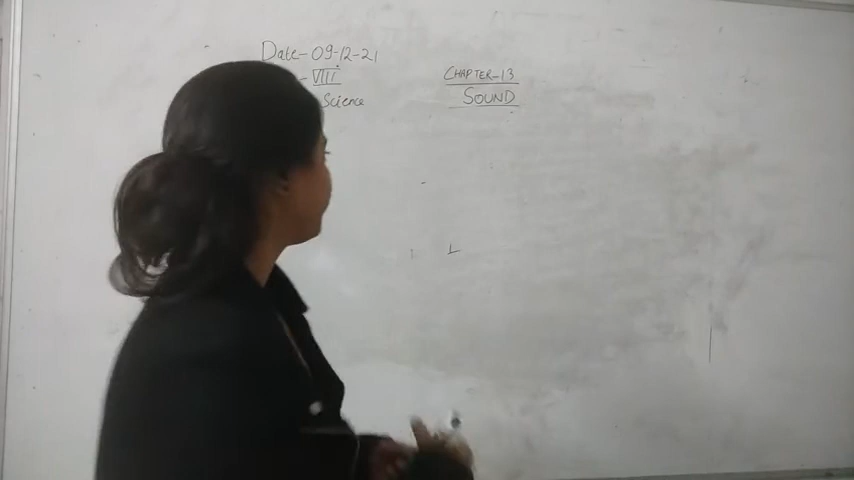 Date-09-12-21
- VIII
Science
CHAPTER-13
SOUND